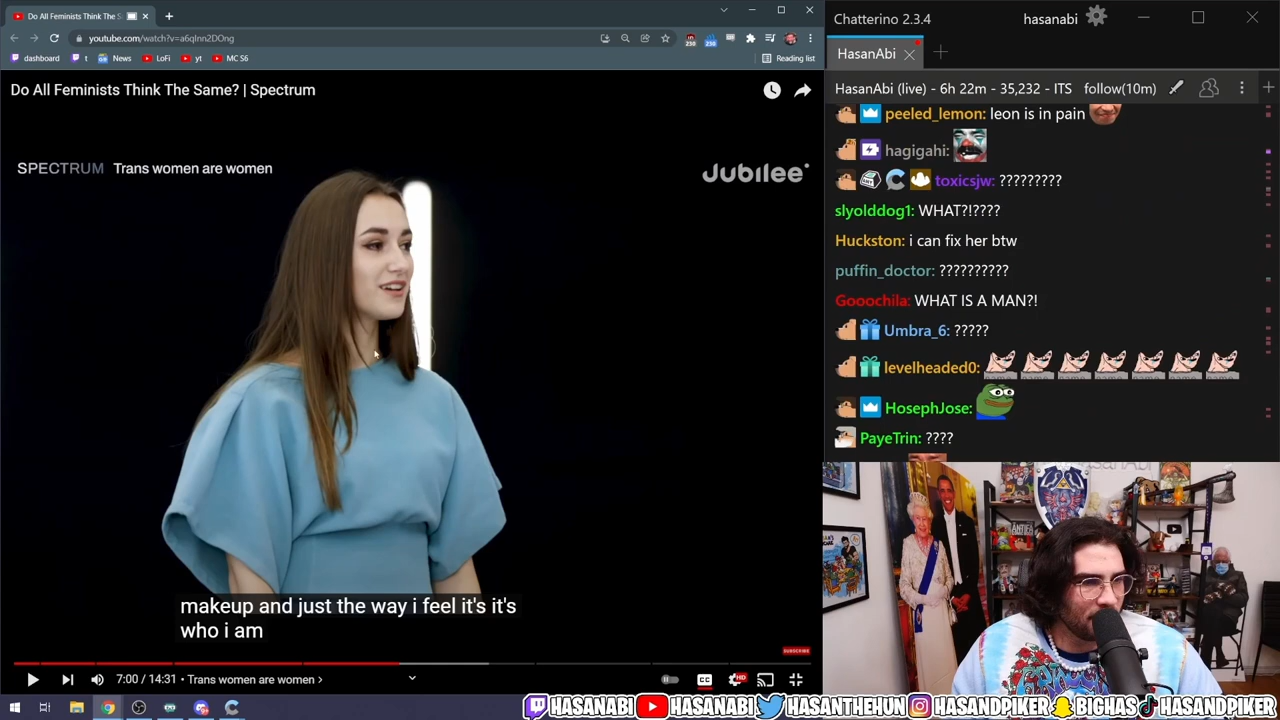 Do All Feminists Think The S
youtube.com/watch?v=a6qInn2DOng
dashboard
t
News
LoFi
yt
MC S6
Reading list
Do All Feminists Think The Same? | Spectrum
SPECTRUM Trans women are women
Jubilee
makeup and just the way i feel it's it's
who i am
SUBSCRIBE
7:00 / 14:31 • Trans women are women >
HD
Chatterino 2.3.4
hasanabi
HasanAbi
HasanAbi (live) - 6h 22m - 35,232 - ITS
follow(10m)
peeled_lemon: leon is in pain
hagigahi:
toxicsjw: ?????????
slyolddog1: WHAT?!????
Huckston: i can fix her btw
puffin_doctor: ??????????
Gooochila: WHAT IS A MAN?!
Umbra_6: ?????
levelheaded0:
HosephJose:
PayeTrin: ????
HASANABI
HASANABI
HASANTHEHUN
HASANDPIKER
BIGHAS
HASANDPIKER